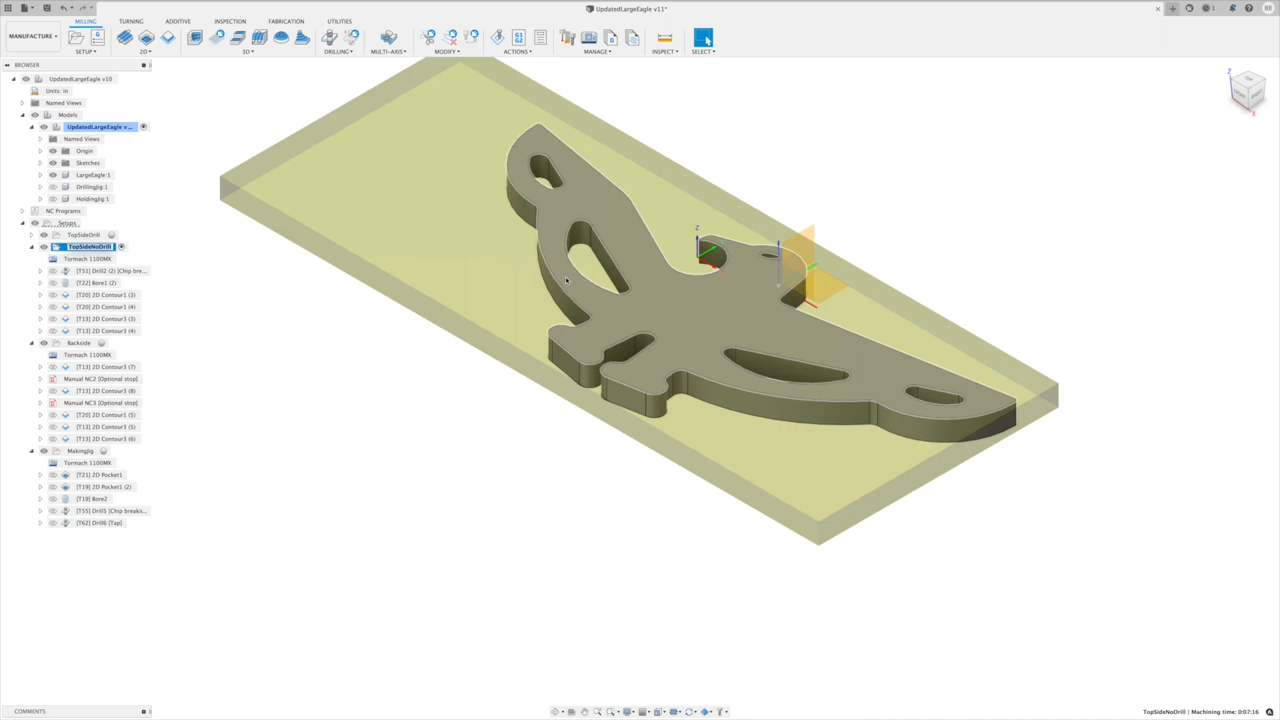 UpdatedLargeEagle v11*
MILLING TURNING ADDITIVE INSPECTION FABRICATION UTILITIES
MANUFACTURE
SETUP 2D 3D DRILLING MULTI-AXIS MODIFY ACTIONS MANAGE INSPECT SELECT
BROWSER
UpdatedLargeEagle v10
Units: in
Named Views
Models
UpdatedLargeEagle v...
Named Views
Origin
Sketches
LargeEagle:1
DrillingJig:1
HoldingJig:1
NC Programs
Setups
TopSideDrill
TopSideNoDrill
Tormach 1100MX
[T51] Drill2 (2) [Chip bre...
[T22] Bore1 (2)
[T20] 2D Contour1 (3)
[T20] 2D Contour1 (4)
[T13] 2D Contour3 (3)
[T13] 2D Contour3 (4)
Backside
Tormach 1100MX
[T13] 2D Contour3 (7)
Manual NC2 [Optional stop]
[T13] 2D Contour3 (8)
Manual NC3 [Optional stop]
[T20] 2D Contour1 (5)
[T13] 2D Contour3 (5)
[T13] 2D Contour3 (6)
MakingJig
Tormach 1100MX
[T21] 2D Pocket1
[T19] 2D Pocket1 (2)
[T19] Bore2
[T55] Drill5 [Chip breaki...
[T62] Drill6 [Tap]
Z
X
Z
COMMENTS
TopSideNoDrill | Machining time: 0:07:16